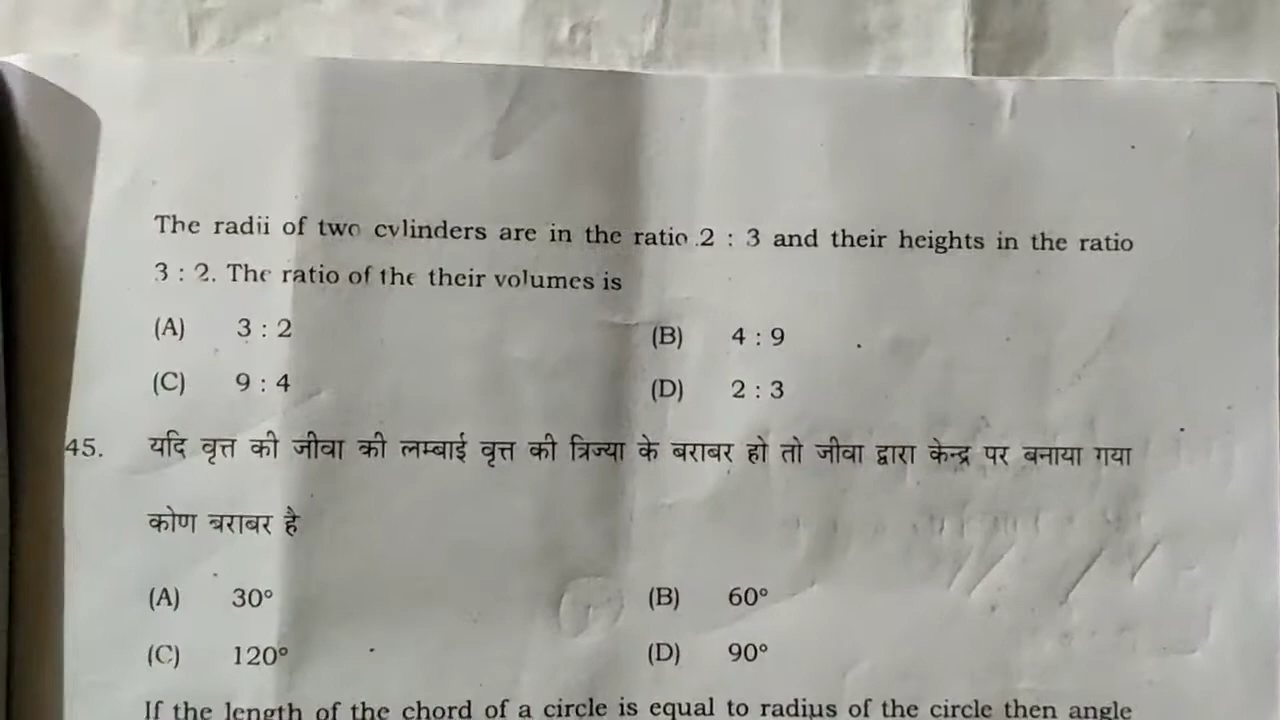 The radii of two cylinders are in the ratio 2 : 3 and their heights in the ratio
3 : 2. The ratio of the their volumes is
(A) 3 : 2 (B) 4 : 9
(C) 9 : 4 (D) 2 : 3
45. यदि वृत्त की जीवा की लम्बाई वृत्त की त्रिज्या के बराबर हो तो जीवा द्वारा केन्द्र पर बनाया गया
कोण बराबर है
(A) 30° (B) 60°
(C) 120° (D) 90°
If the length of the chord of a circle is equal to radius of the circle then angle